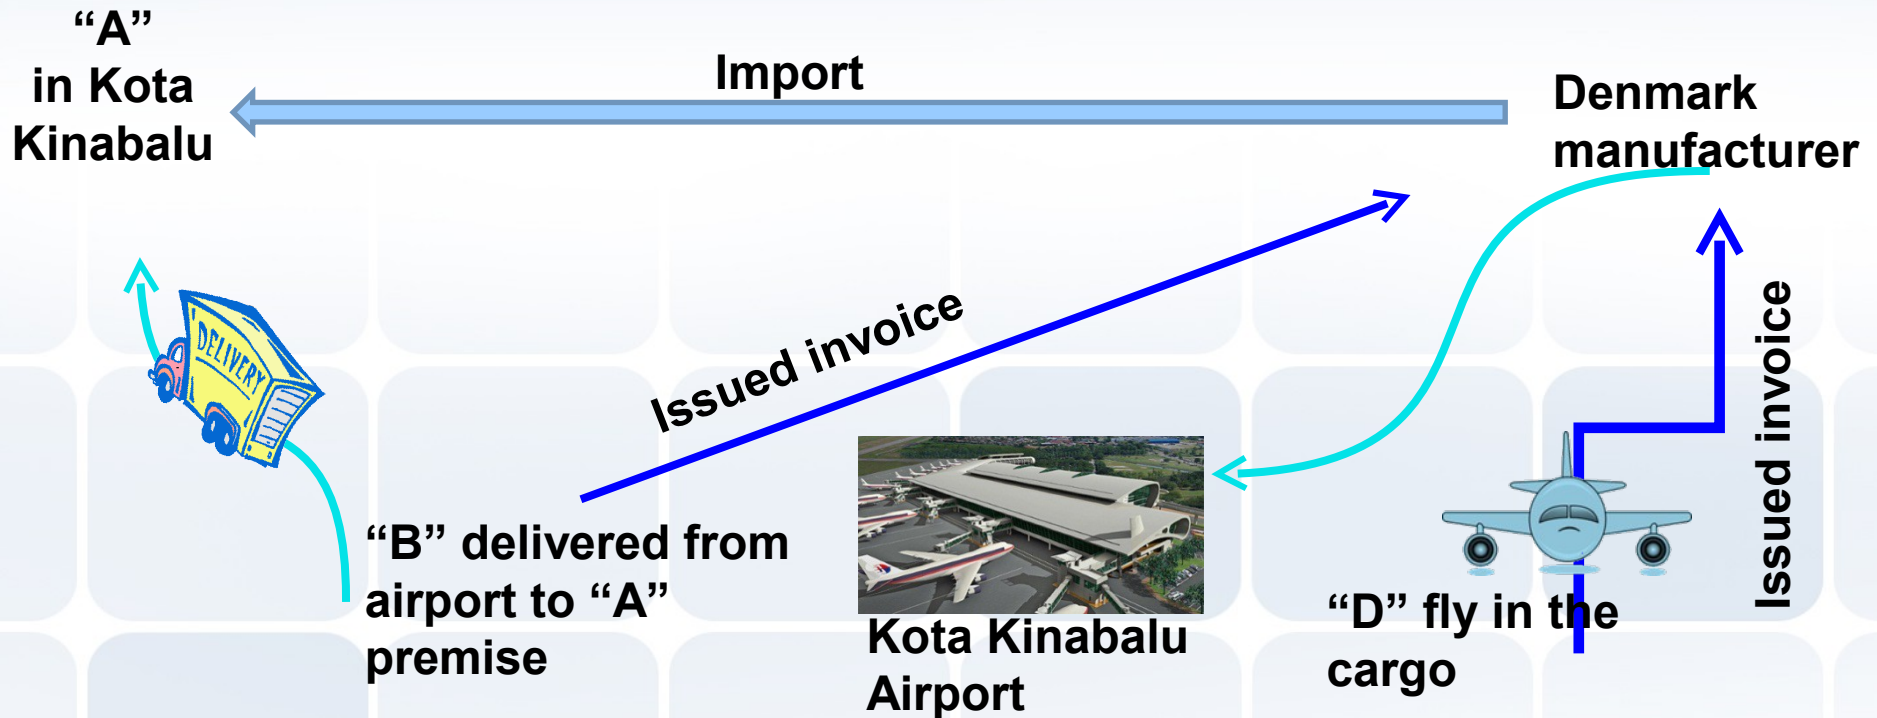 “A”
in Kota
Kinabalu
Import
Denmark
manufacturer
DELIVERY
Issued invoice
Issued invoice
“B” delivered from
airport to “A”
premise
Kota Kinabalu
Airport
“D” fly in the
cargo